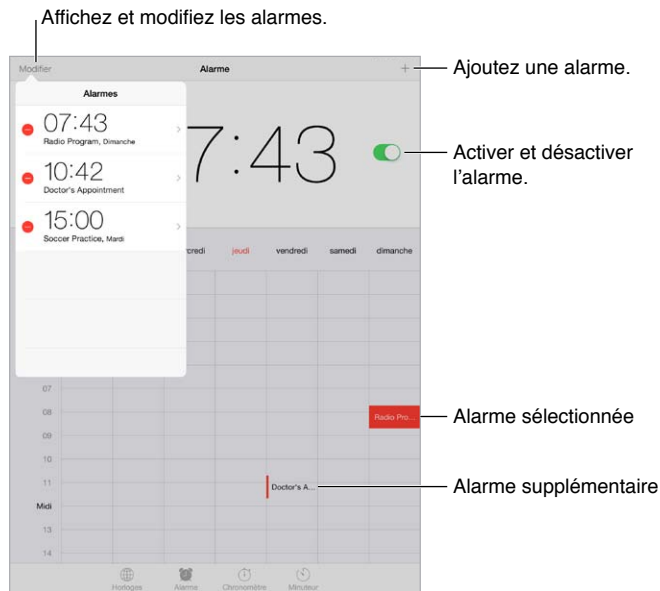 Affichez et modifiez les alarmes.
Modifier
Alarme
+
Ajoutez une alarme.
Alarmes
07:43
Radio Program, Dimanche
10:42
Doctor's Appointment
15:00
Soccer Practice, Mardi
7:43
Activer et désactiver
l'alarme.
credi jeudi vendredi samedi dimanche
07
08
Radio Pro...
Alarme sélectionnée
09
10
11
Doctor's A...
Alarme supplémentaire
Midi
13
14
Horloges Alarme Chronomètre Minuteur